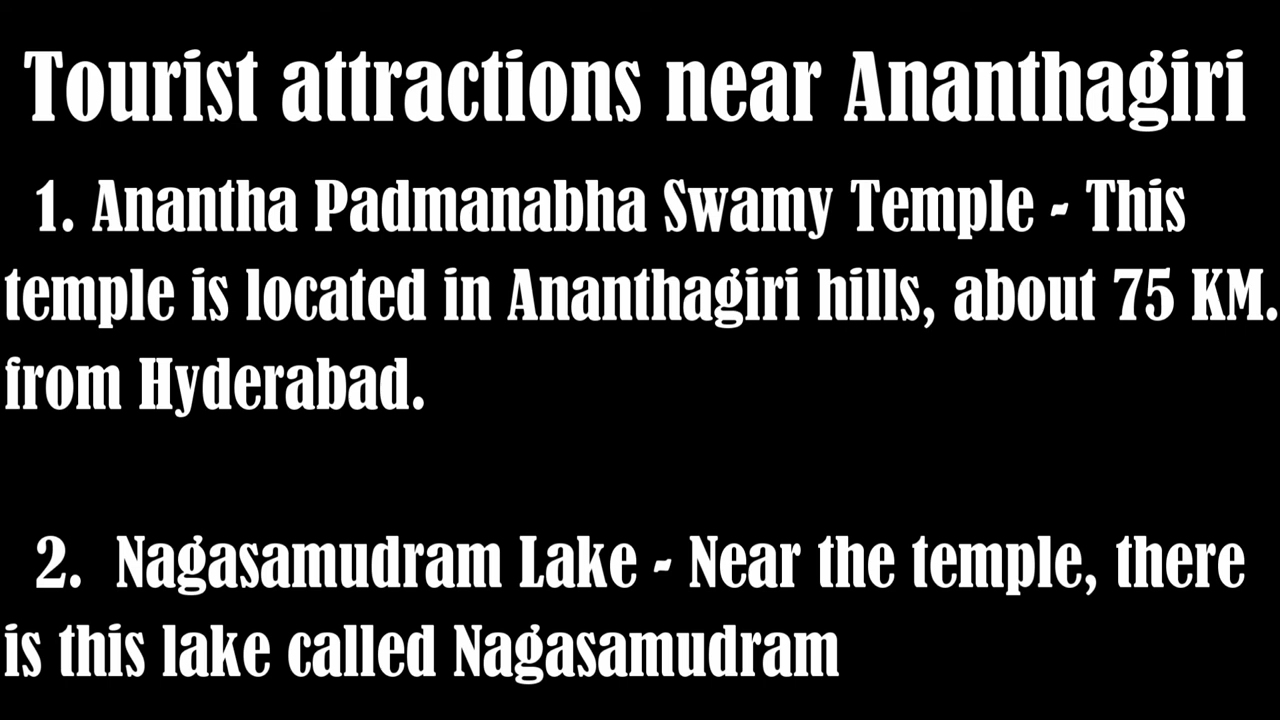 Tourist attractions near Ananthagiri
1. Anantha Padmanabha Swamy Temple - This
temple is located in Ananthagiri hills, about 75 KM.
from Hyderabad.
2. Nagasamudram Lake - Near the temple, there
is this lake called Nagasamudram